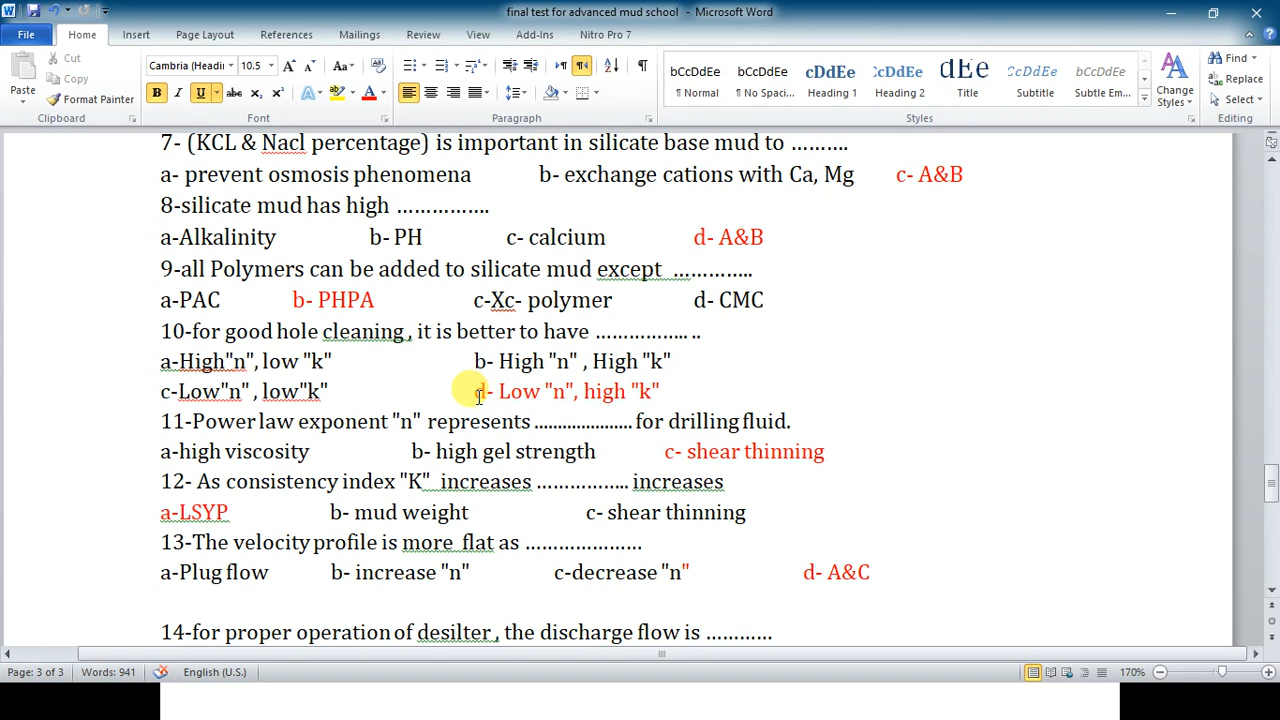 final test for advanced mud school - Microsoft Word
File Home Insert Page Layout References Mailings Review View Add-Ins Nitro Pro 7
Paste Cut Copy Format Painter Clipboard
Cambria (Headi 10.5 Font
Paragraph
AaBbCcDdEe ¶ Normal
bCcDdEe ¶ No Spaci...
cDdEe Heading 1
CcDdEe Heading 2
dEe Title
CcDdEe Subtitle
bCcDdEe Subtle Em...
Change Styles
Styles
Find Replace Select Editing
7- (KCL & Nacl percentage) is important in silicate base mud to ……….
a- prevent osmosis phenomena b- exchange cations with Ca, Mg c- A&B
8-silicate mud has high …………….
a-Alkalinity b- PH c- calcium d- A&B
9-all Polymers can be added to silicate mud except …………..
a-PAC b- PHPA c-Xc- polymer d- CMC
10-for good hole cleaning , it is better to have …………….. ..
a-High"n", low "k" b- High "n" , High "k"
c-Low"n" , low"k" d- Low "n", high "k"
11-Power law exponent "n" represents ..................... for drilling fluid.
a-high viscosity b- high gel strength c- shear thinning
12- As consistency index "K" increases …………….. increases
a-LSYP b- mud weight c- shear thinning
13-The velocity profile is more flat as …………………
a-Plug flow b- increase "n" c-decrease "n" d- A&C
14-for proper operation of desilter , the discharge flow is …………
Page: 3 of 3 Words: 941 English (U.S.) 170%